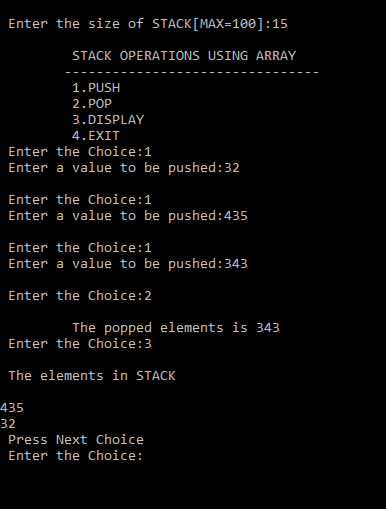 Enter the size of STACK[MAX=100]:15
STACK OPERATIONS USING ARRAY
--------------------------------
1.PUSH
2.POP
3.DISPLAY
4.EXIT
Enter the Choice:1
Enter a value to be pushed:32
Enter the Choice:1
Enter a value to be pushed:435
Enter the Choice:1
Enter a value to be pushed:343
Enter the Choice:2
The popped elements is 343
Enter the Choice:3
The elements in STACK
435
32
Press Next Choice
Enter the Choice: